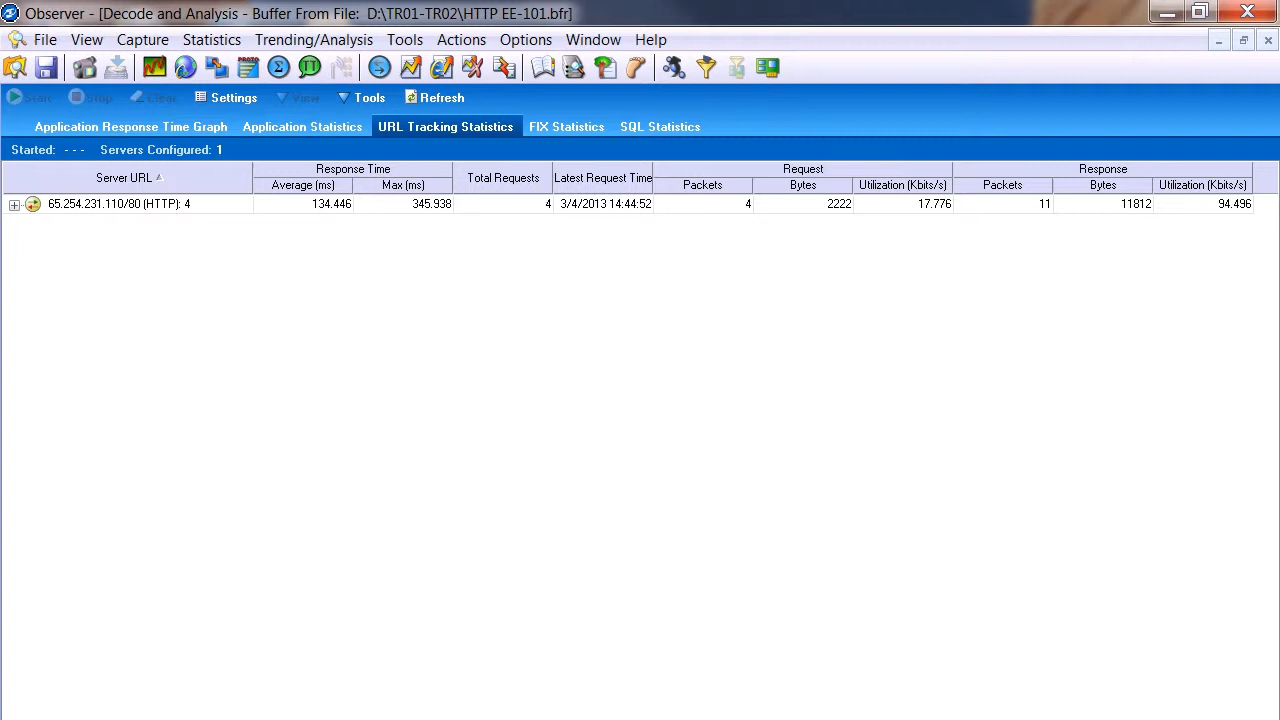 Observer - [Decode and Analysis - Buffer From File: D:\TR01-TR02\HTTP EE-101.bfr]
File View Capture Statistics Trending/Analysis Tools Actions Options Window Help
Start Stop Clear Settings View Tools Refresh
Application Response Time Graph Application Statistics URL Tracking Statistics FIX Statistics SQL Statistics
Started: - - - Servers Configured: 1
Server URL Response Time Total Requests Latest Request Time Request Response
Average (ms) Max (ms) Packets Bytes Utilization (Kbits/s) Packets Bytes Utilization (Kbits/s)
65.254.231.110/80 (HTTP): 4 134.446 345.938 4 3/4/2013 14:44:52 4 2222 17.776 11 11812 94.496